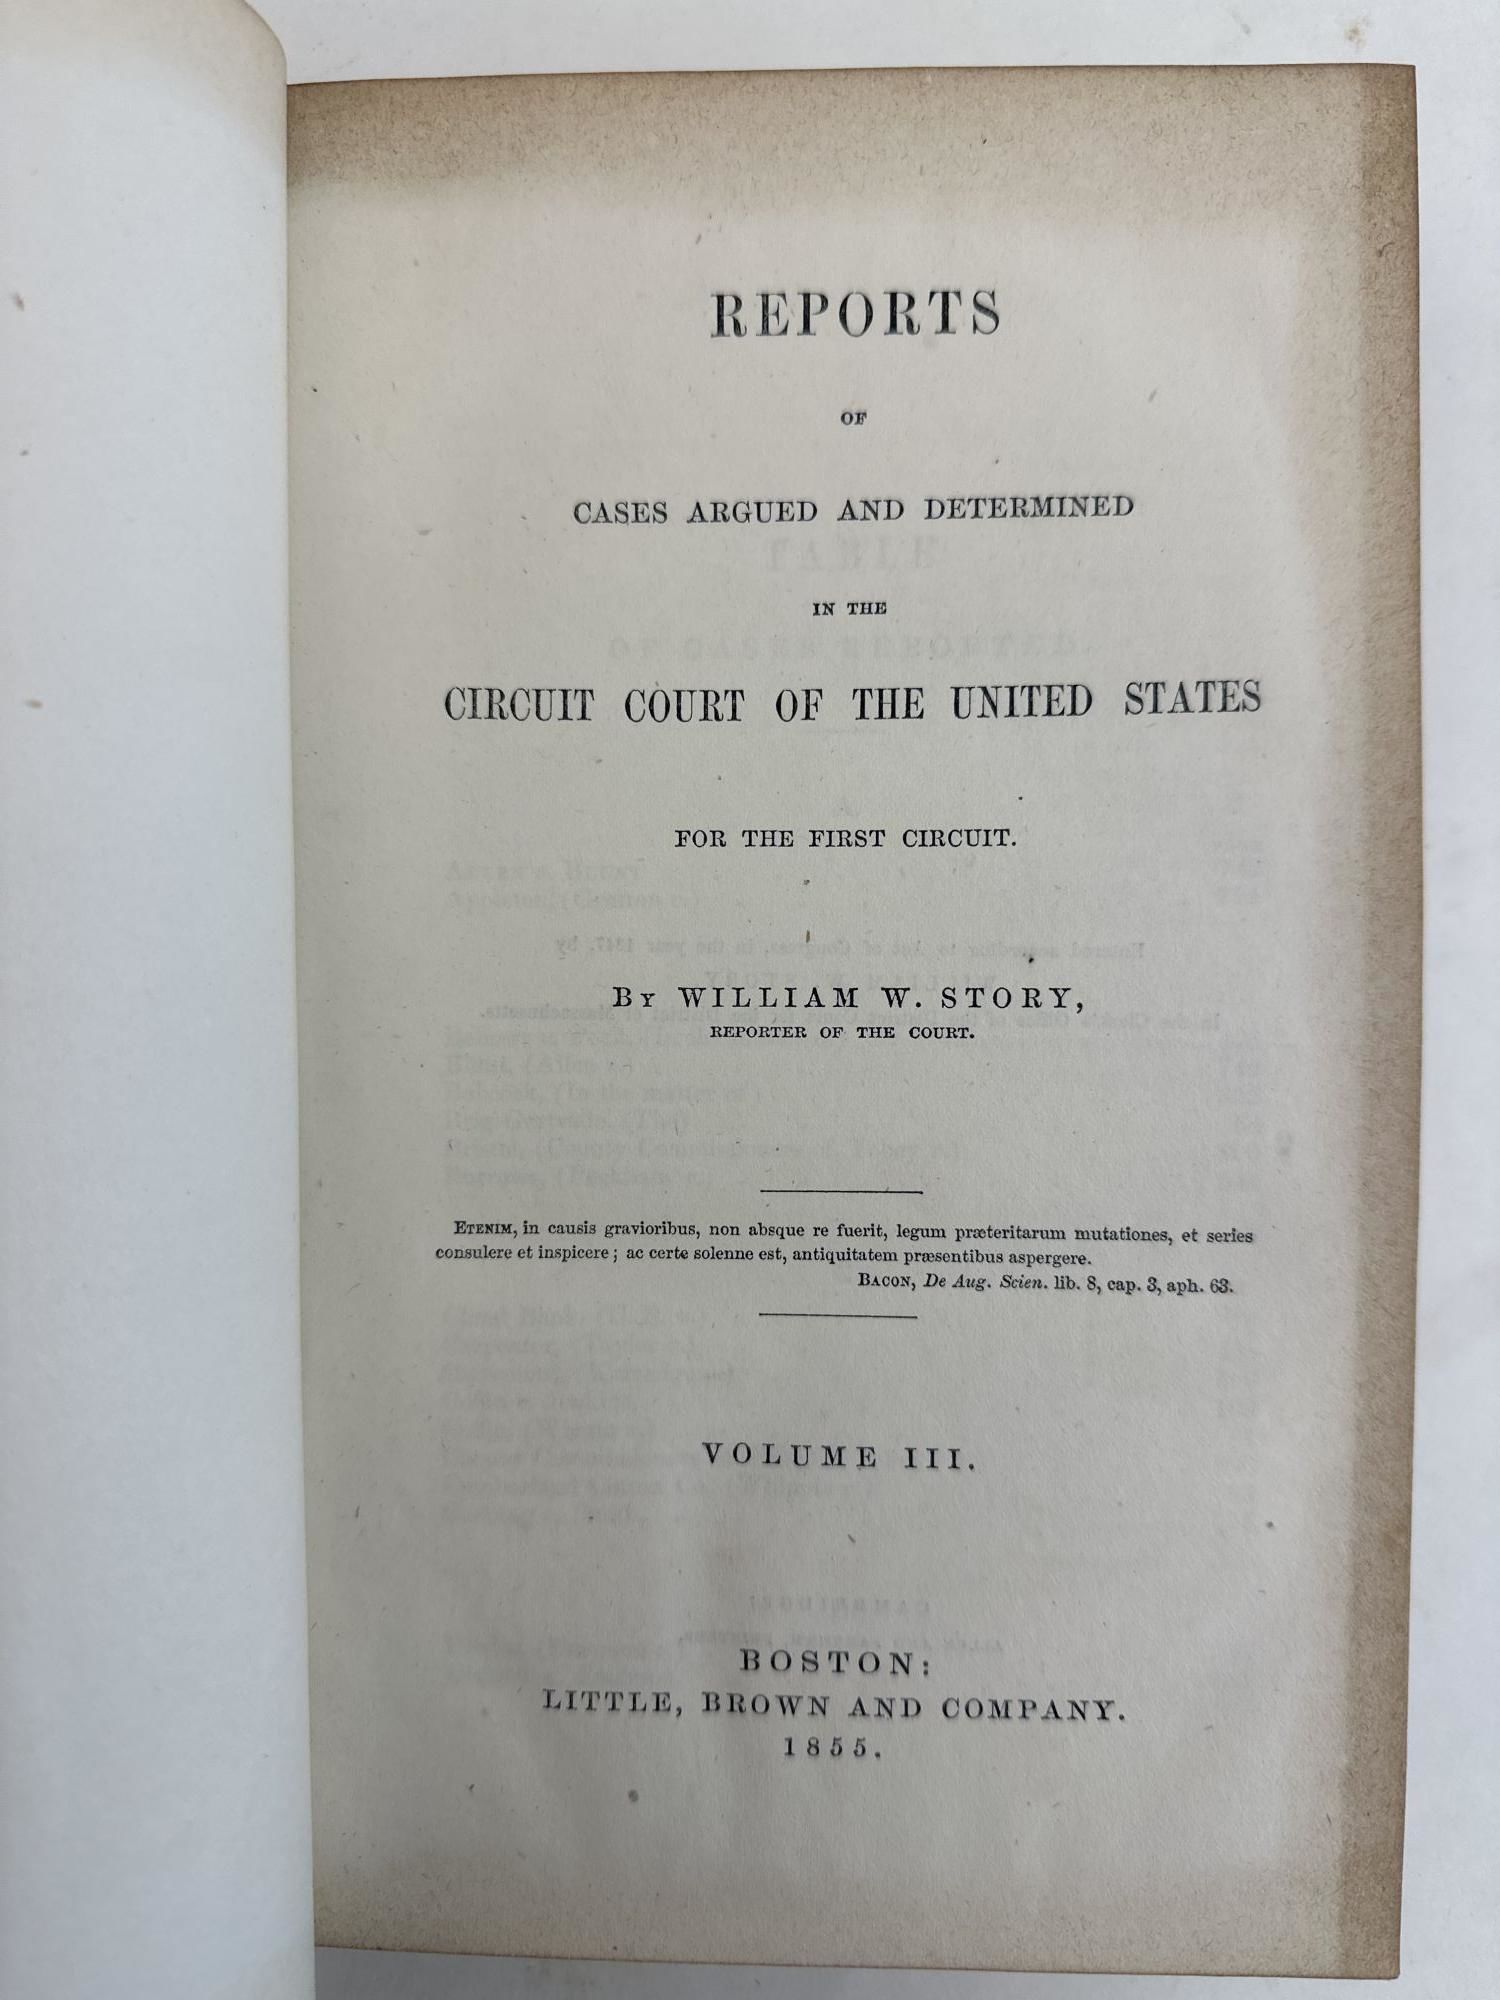 REPORTS
OF
CASES ARGUED AND DETERMINED
IN THE
CIRCUIT COURT OF THE UNITED STATES
FOR THE FIRST CIRCUIT.
BY WILLIAM W. STORY,
REPORTER OF THE COURT.
ETENIM, in causis gravioribus, non absque re fuerit, legum præteritarum mutationes, et series
consulere et inspicere; ac certe solenne est, antiquitatem præsentibus aspergere.
BACON, De Aug. Scien. lib. 8, cap. 3, aph. 63.
VOLUME III.
BOSTON:
LITTLE, BROWN AND COMPANY.
1855.